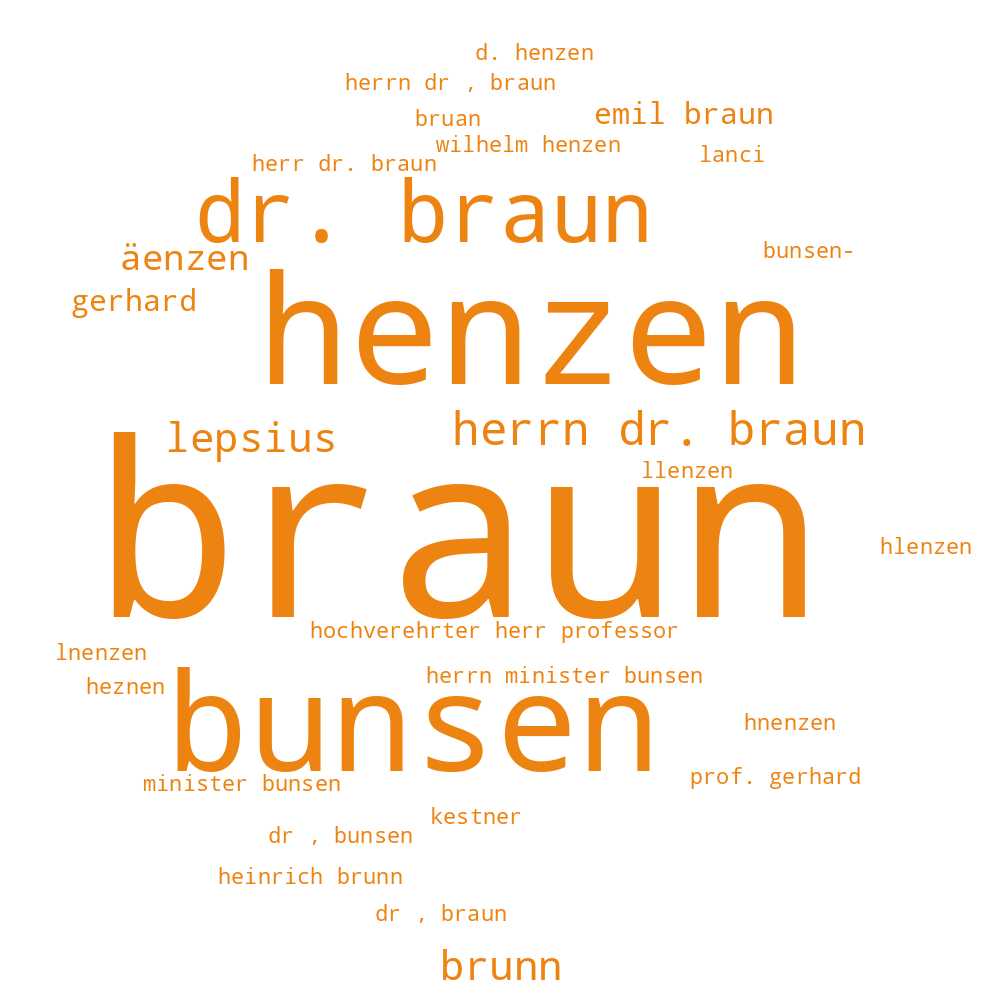 d. henzen
herrn dr , braun
emil braun
bruan
wilhelm henzen
lanci
herr dr. braun
dr. braun
bunsen-
äenzen
gerhard
henzen
herrn dr. braun
lepsius
llenzen
braun
hlenzen
hochverehrter herr professor
lnenzen
herrn minister bunsen
heznen
bunsen
hnenzen
prof. gerhard
minister bunsen
kestner
dr , bunsen
heinrich brunn
dr , braun
brunn